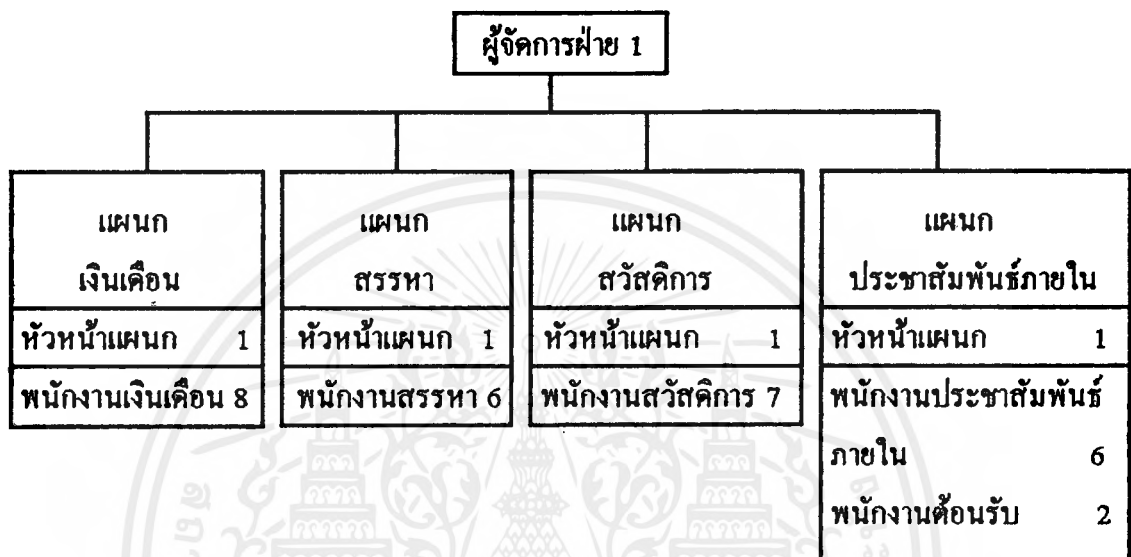 ผู้จัดการฝ่าย 1
แผนก
เงินเดือน
หัวหน้าแผนก 1
พนักงานเงินเดือน 8
แผนก
สรรหา
หัวหน้าแผนก 1
พนักงานสรรหา 6
แผนก
สวัสดิการ
หัวหน้าแผนก 1
พนักงานสวัสดิการ 7
แผนก
ประชาสัมพันธ์ภายใน
หัวหน้าแผนก 1
พนักงานประชาสัมพันธ์
ภายใน 6
พนักงานต้อนรับ 2